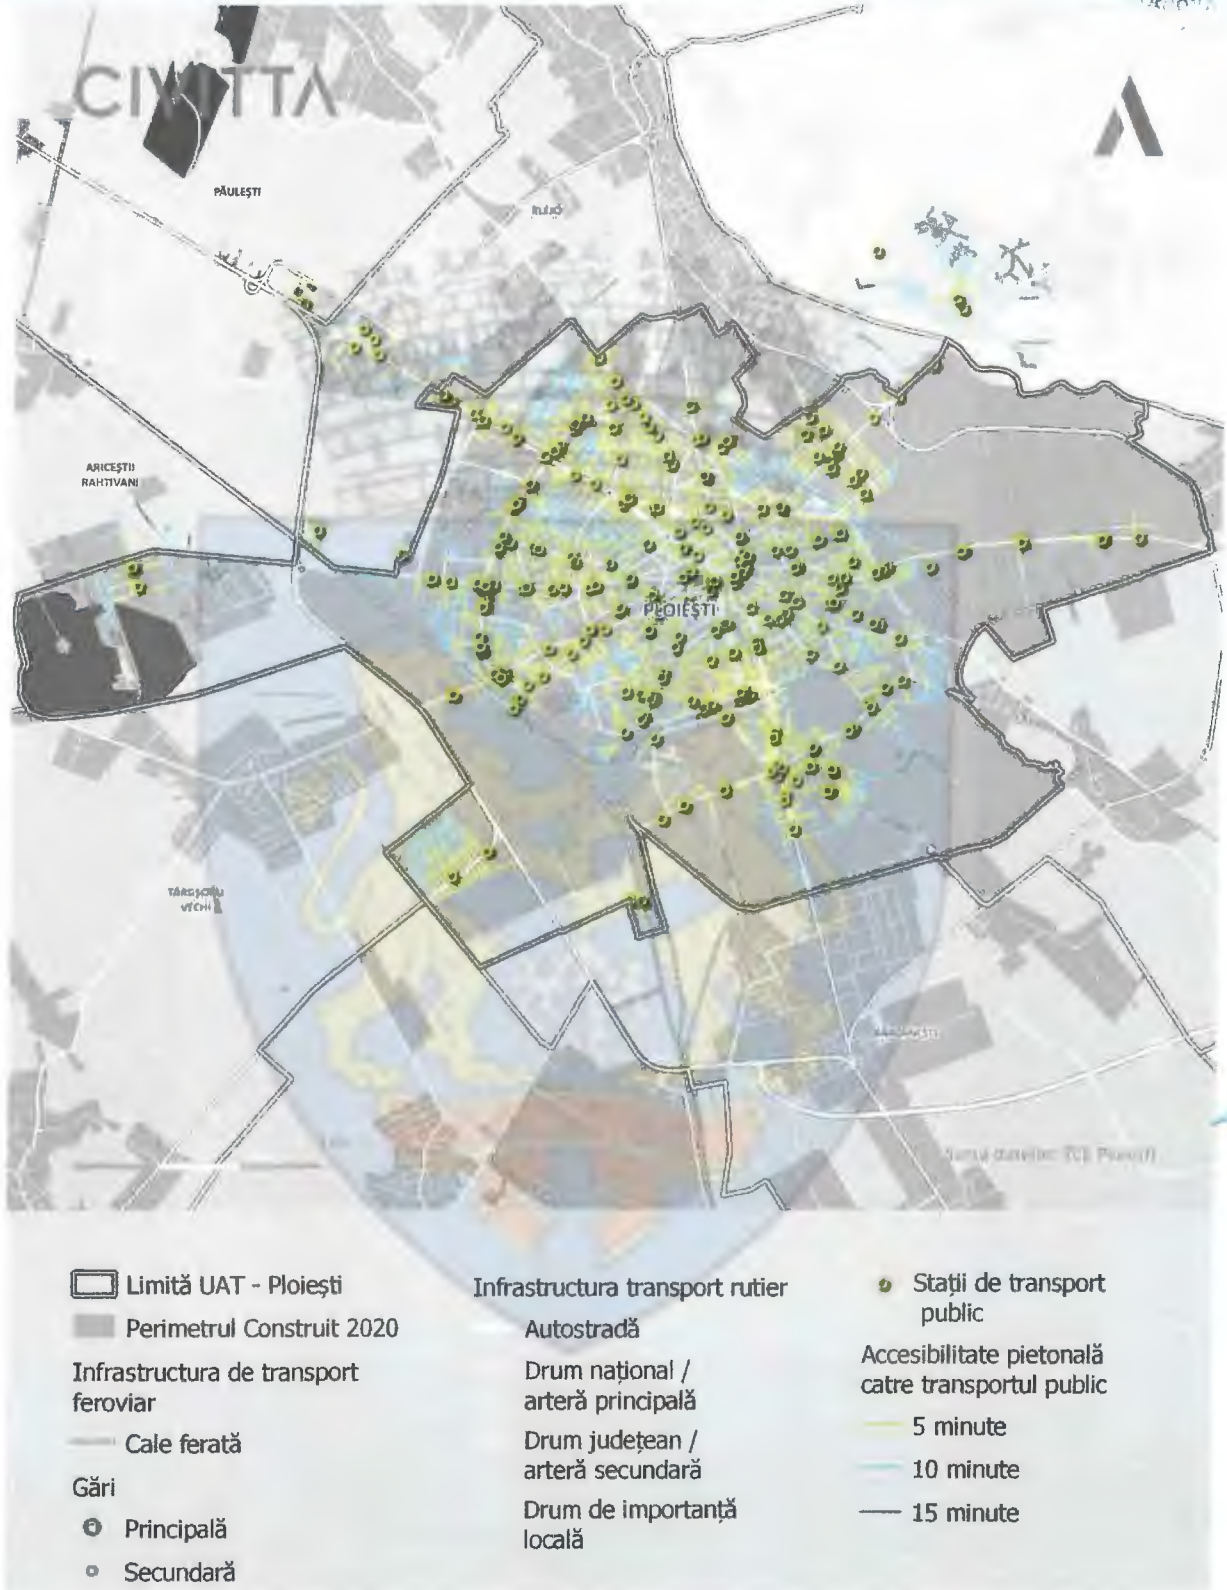 CIVITTA
PĂULEȘTI
ARICEȘTII
RAHTIVANI
PLOIEȘTI
TÂRGȘORU
VECHI
Limită UAT - Ploiești
Perimetrul Construit 2020
Infrastructura de transport
feroviar
Cale ferată
Gări
Principală
Secundară
Infrastructura transport rutier
Autostradă
Drum național /
arteră principală
Drum județean /
arteră secundară
Drum de importanță
locală
Stații de transport
public
Accesibilitate pietonală
catre transportul public
5 minute
10 minute
15 minute